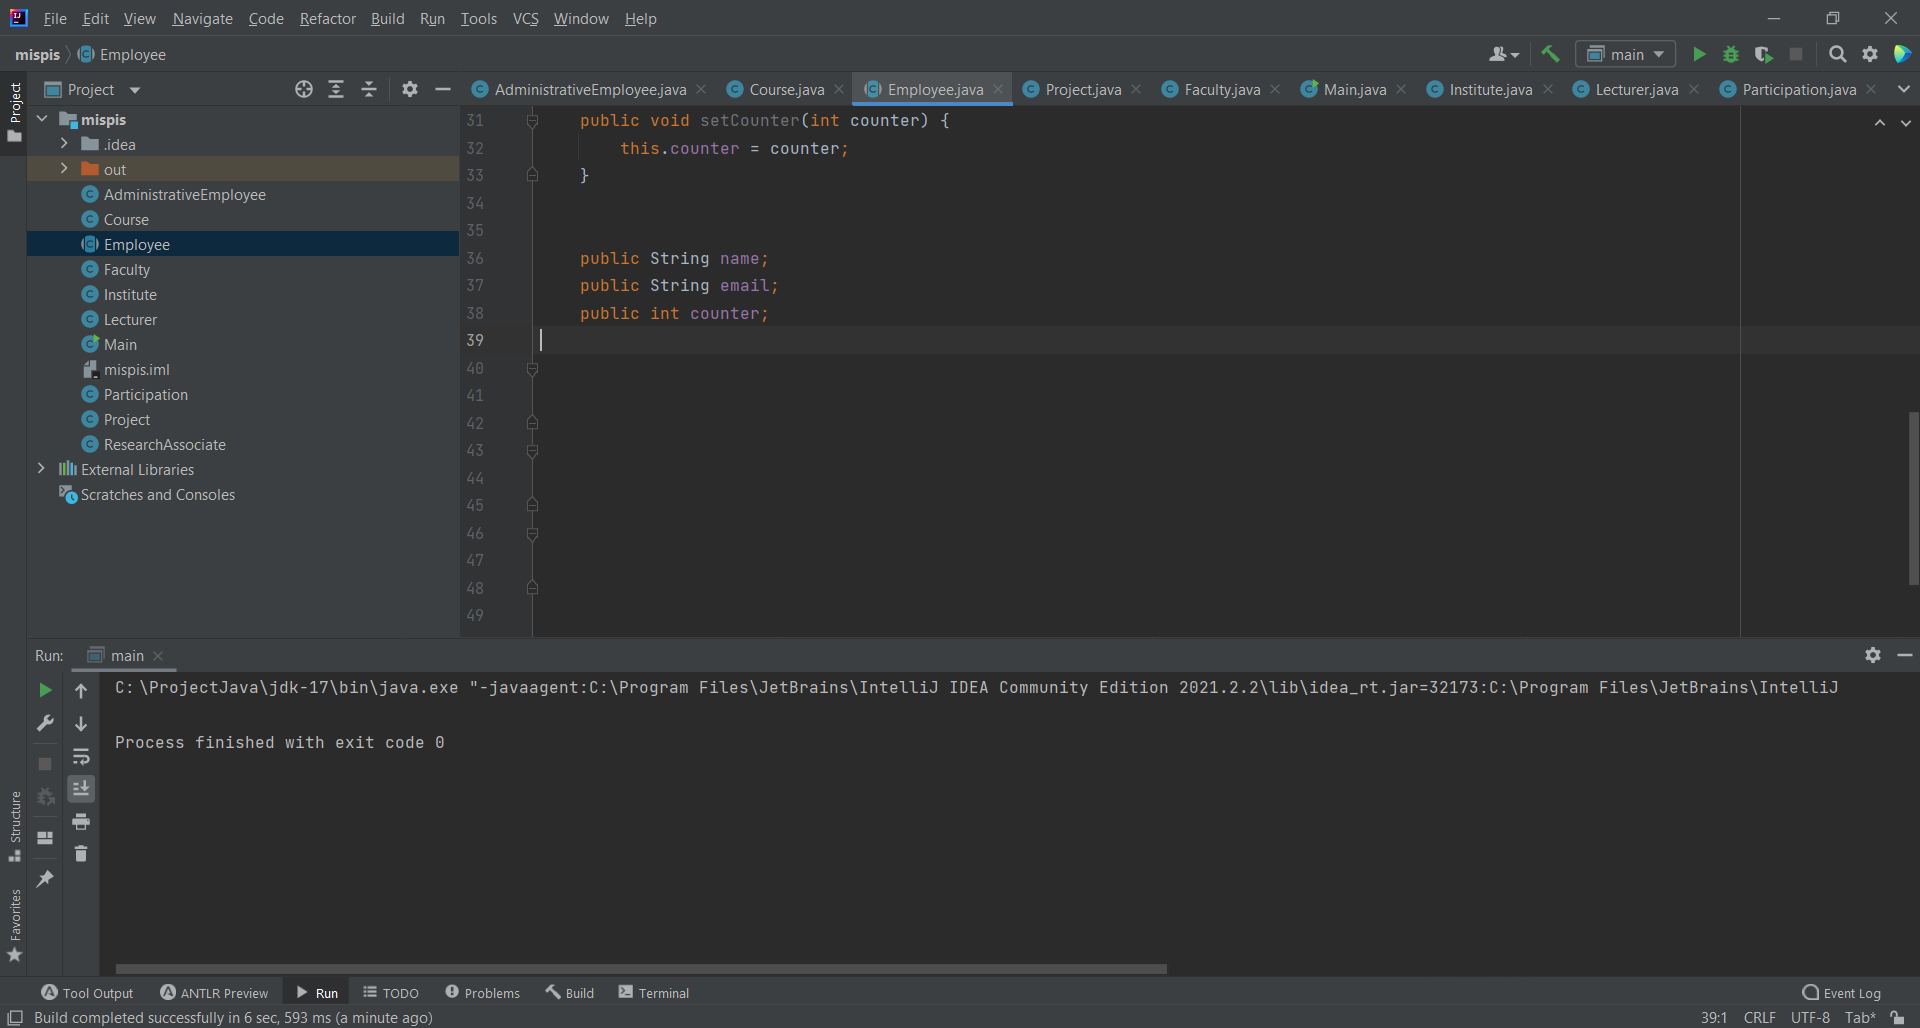 File Edit View Navigate Code Refactor Build Run Tools VCS Window Help
mispis Employee main
Project
Project
AdministrativeEmployee.java Course.java Employee.java Project.java Faculty.java Main.java Institute.java Lecturer.java Participation.java
mispis
.idea
out
AdministrativeEmployee
Course
Employee
Faculty
Institute
Lecturer
Main
mispis.iml
Participation
Project
ResearchAssociate
External Libraries
Scratches and Consoles
31 public void setCounter(int counter) {
32 this.counter = counter;
33 }
34
35
36 public String name;
37 public String email;
38 public int counter;
39
40
41
42
43
44
45
46
47
48
49
Run: main
C:\ProjectJava\jdk-17\bin\java.exe "-javaagent:C:\Program Files\JetBrains\IntelliJ IDEA Community Edition 2021.2.2\lib\idea_rt.jar=32173:C:\Program Files\JetBrains\IntelliJ
Process finished with exit code 0
Structure
Favorites
Tool Output ANTLR Preview Run TODO Problems Build Terminal Event Log
Build completed successfully in 6 sec, 593 ms (a minute ago) 39:1 CRLF UTF-8 Tab*